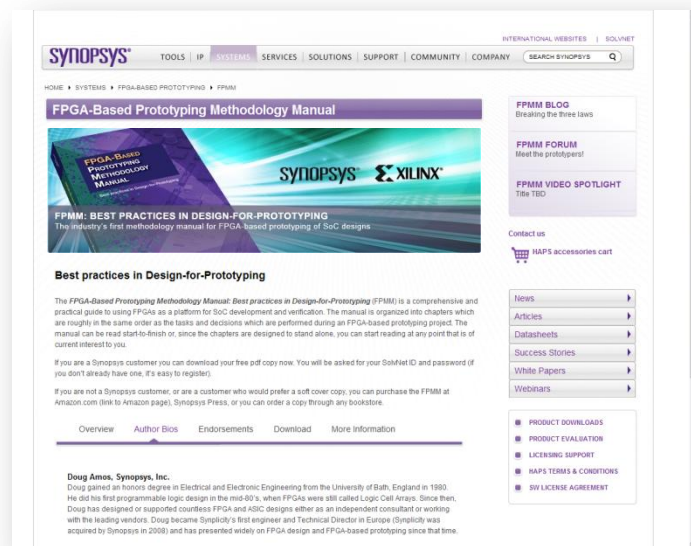 INTERNATIONAL WEBSITES | SOLVNET
SYNOPSYS®
TOOLS | IP SYSTEMS SERVICES | SOLUTIONS | SUPPORT | COMMUNITY | COMPANY
SEARCH SYNOPSYS
HOME SYSTEMS FPGA-BASED PROTOTYPING FPMM
FPGA-Based Prototyping Methodology Manual
FPGA-BASED
PROTOTYPING
METHODOLOGY
MANUAL
Best practices in Design-for-Prototyping
SYNOPSYS® XILINX®
FPMM: BEST PRACTICES IN DESIGN-FOR-PROTOTYPING
The industry's first methodology manual for FPGA-based prototyping of SoC designs
Best practices in Design-for-Prototyping
The FPGA-Based Prototyping Methodology Manual: Best practices in Design-for-Prototyping (FPMM) is a comprehensive and
practical guide to using FPGAs as a platform for SoC development and verification. The manual is organized into chapters which
are roughly in the same order as the tasks and decisions which are performed during an FPGA-based prototyping project. The
manual can be read start-to-finish or, since the chapters are designed to stand alone, you can start reading at any point that is of
current interest to you.
If you are a Synopsys customer you can download your free pdf copy now. You will be asked for your SolvNet ID and password (if
you don't already have one, it's easy to register).
If you are not a Synopsys customer, or are a customer who would prefer a soft cover copy, you can purchase the FPMM at
Amazon.com (link to Amazon page), Synopsys Press, or you can order a copy through any bookstore.
Overview Author Bios Endorsements Download More Information
Doug Amos, Synopsys, Inc.
Doug gained an honors degree in Electrical and Electronic Engineering from the University of Bath, England in 1980.
He did his first programmable logic design in the mid-80's, when FPGAs were still called Logic Cell Arrays. Since then,
Doug has designed or supported countless FPGA and ASIC designs either as an independent consultant or working
with the leading vendors. Doug became Synplicity's first engineer and Technical Director in Europe (Synplicity was
acquired by Synopsys in 2008) and has presented widely on FPGA design and FPGA-based prototyping since that time.
FPMM BLOG
Breaking the three laws
FPMM FORUM
Meet the prototypers!
FPMM VIDEO SPOTLIGHT
Title TBD
Contact us
HAPS accessories cart
News
Articles
Datasheets
Success Stories
White Papers
Webinars
PRODUCT DOWNLOADS
PRODUCT EVALUATION
LICENSING SUPPORT
HAPS TERMS & CONDITIONS
SW LICENSE AGREEMENT